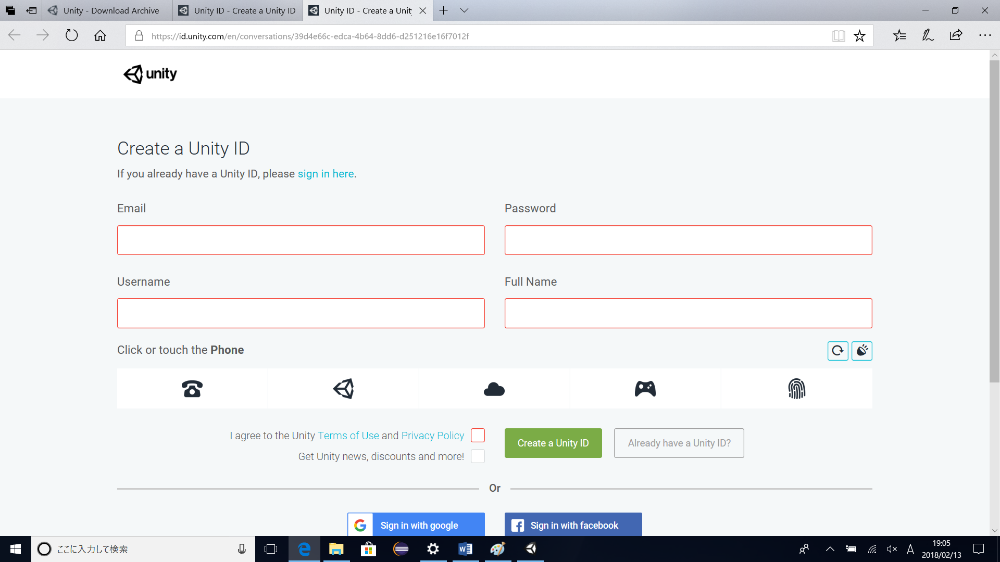 Unity - Download Archive
Unity ID - Create a Unity ID
Unity ID - Create a Unit
https://id.unity.com/en/conversations/39d4e66c-edca-4b64-8dd6-d251216e16f7012f
unity
Create a Unity ID
If you already have a Unity ID, please sign in here.
Email
Password
Username
Full Name
Click or touch the Phone
I agree to the Unity Terms of Use and Privacy Policy
Get Unity news, discounts and more!
Create a Unity ID
Already have a Unity ID?
Or
Sign in with google
Sign in with facebook
ここに入力して検索
A
19:05
2018/02/13